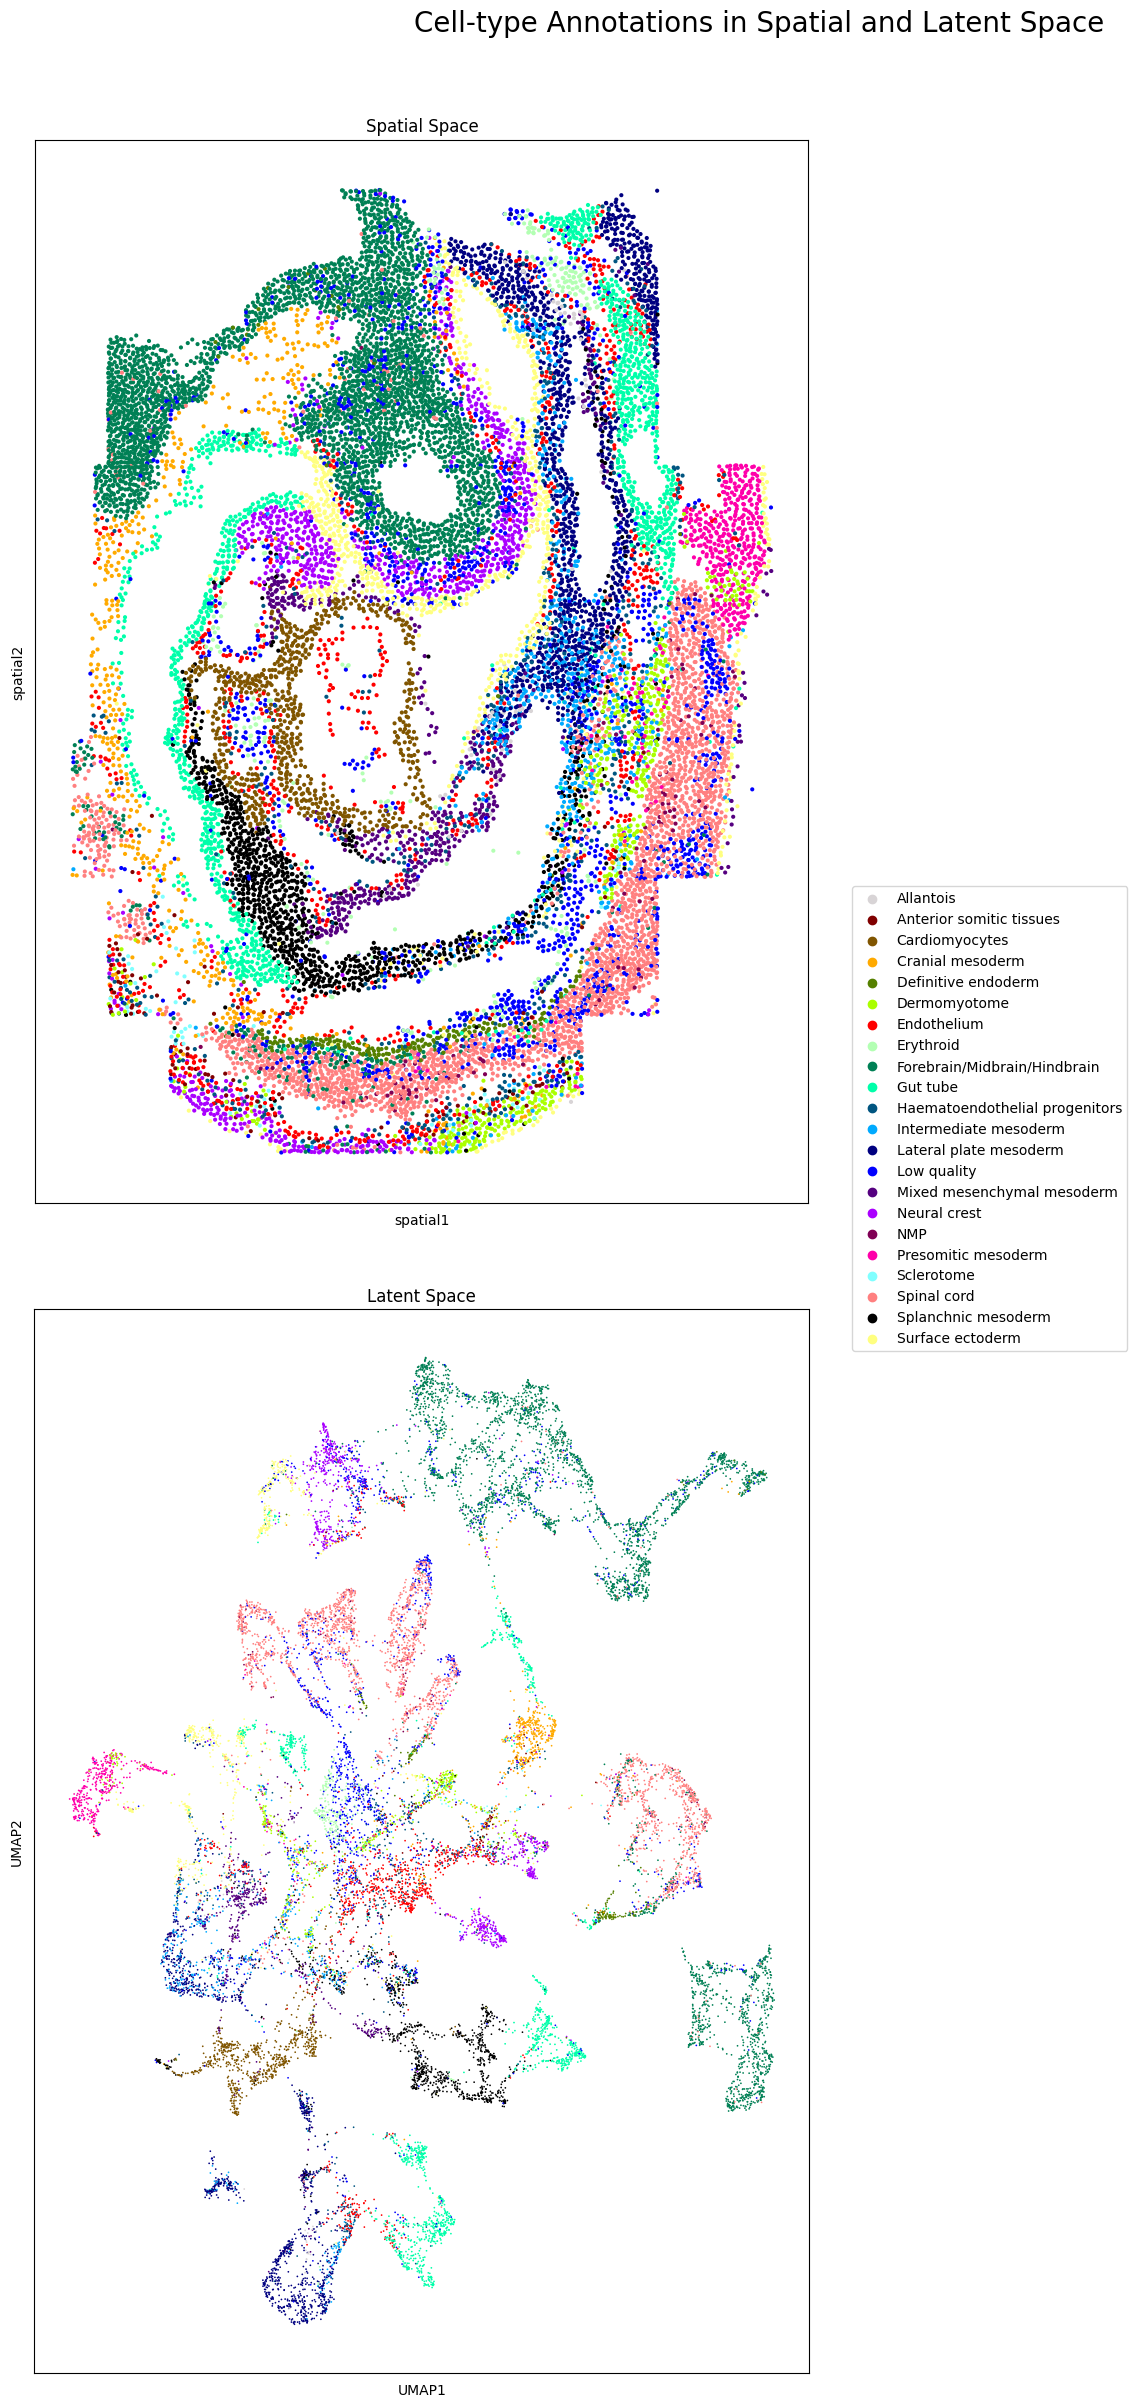 Cell-type Annotations in Spatial and Latent Space
Spatial Space
spatial2
spatial1
Allantois
Anterior somitic tissues
Cardiomyocytes
Cranial mesoderm
Definitive endoderm
Dermomyotome
Endothelium
Erythroid
Forebrain/Midbrain/Hindbrain
Gut tube
Haematoendothelial progenitors
Intermediate mesoderm
Lateral plate mesoderm
Low quality
Mixed mesenchymal mesoderm
Neural crest
NMP
Presomitic mesoderm
Sclerotome
Spinal cord
Splanchnic mesoderm
Surface ectoderm
Latent Space
UMAP2
UMAP1